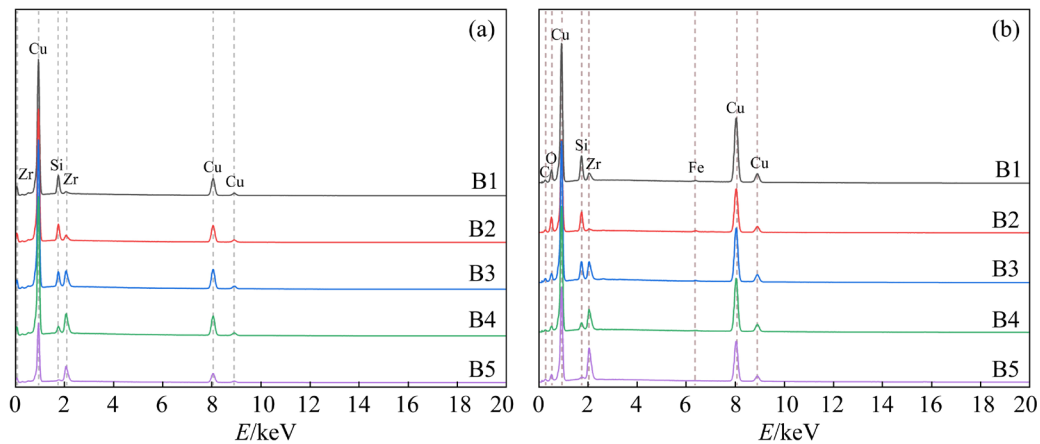 (a)
Cu
Zr
Si
Zr
Cu
Cu
B1
B2
B3
B4
B5
0 2 4 6 8 10 12 14 16 18 20
E/keV
(b)
Cu
C
O
Si
Zr
Fe
Cu
Cu
B1
B2
B3
B4
B5
0 2 4 6 8 10 12 14 16 18 20
E/keV